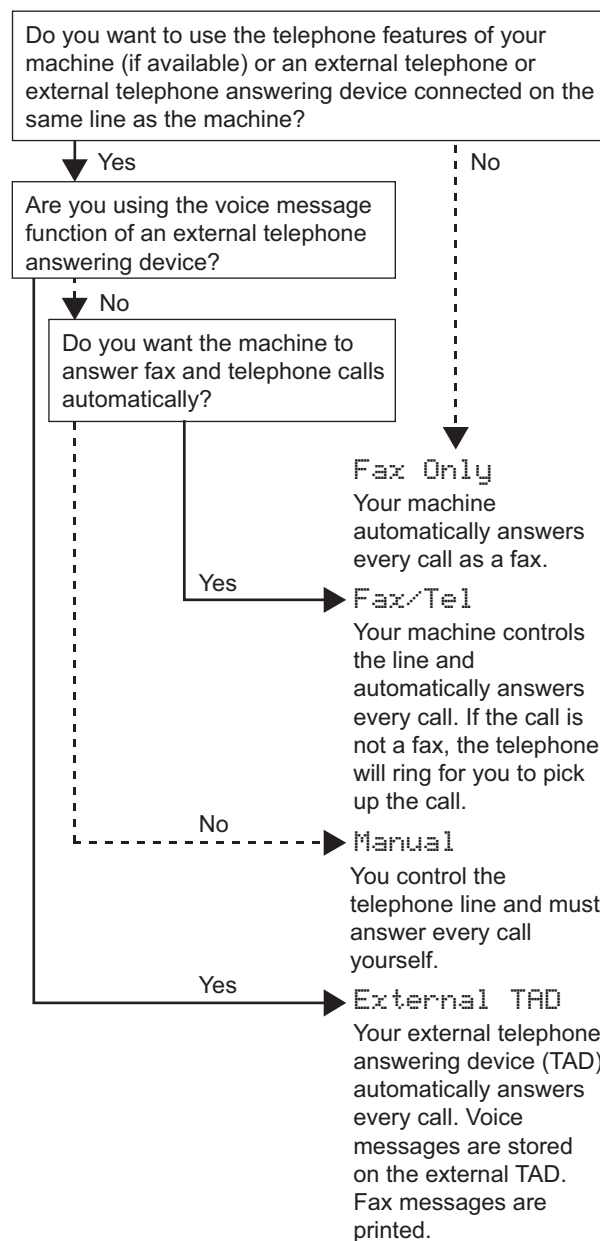 Do you want to use the telephone features of your
machine (if available) or an external telephone or
external telephone answering device connected on the
same line as the machine?
Yes
No
Are you using the voice message
function of an external telephone
answering device?
No
Do you want the machine to
answer fax and telephone calls
automatically?
Fax Only
Your machine
automatically answers
every call as a fax.
Yes
Fax/Tel
Your machine controls
the line and
automatically answers
every call. If the call is
not a fax, the telephone
will ring for you to pick
up the call.
No
Manual
You control the
telephone line and must
answer every call
yourself.
Yes
External TAD
Your external telephone
answering device (TAD)
automatically answers
every call. Voice
messages are stored
on the external TAD.
Fax messages are
printed.